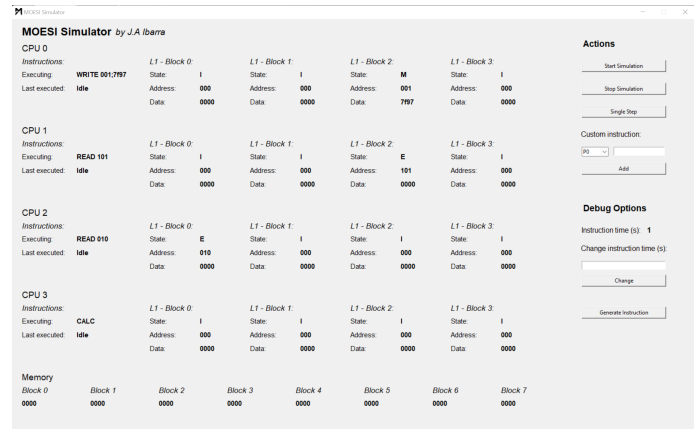 MOESI Simulator
MOESI Simulator by J.A Ibarra
CPU 0
Instructions: L1 - Block 0: L1 - Block 1: L1 - Block 2: L1 - Block 3:
Executing: WRITE 001;7f97 State: I State: I State: M State: I
Last executed: Idle Address: 000 Address: 000 Address: 001 Address: 000
Data: 0000 Data: 0000 Data: 7f97 Data: 0000
CPU 1
Instructions: L1 - Block 0: L1 - Block 1: L1 - Block 2: L1 - Block 3:
Executing: READ 101 State: I State: I State: E State: I
Last executed: Idle Address: 000 Address: 000 Address: 101 Address: 000
Data: 0000 Data: 0000 Data: 0000 Data: 0000
CPU 2
Instructions: L1 - Block 0: L1 - Block 1: L1 - Block 2: L1 - Block 3:
Executing: READ 010 State: E State: I State: I State: I
Last executed: Idle Address: 010 Address: 000 Address: 000 Address: 000
Data: 0000 Data: 0000 Data: 0000 Data: 0000
CPU 3
Instructions: L1 - Block 0: L1 - Block 1: L1 - Block 2: L1 - Block 3:
Executing: CALC State: I State: I State: I State: I
Last executed: Idle Address: 000 Address: 000 Address: 000 Address: 000
Data: 0000 Data: 0000 Data: 0000 Data: 0000
Memory
Block 0 Block 1 Block 2 Block 3 Block 4 Block 5 Block 6 Block 7
0000 0000 0000 0000 0000 0000 0000 0000
Actions
Start Simulation
Stop Simulation
Single Step
Custom instruction:
P0
Add
Debug Options
Instruction time (s): 1
Change instruction time (s):
Change
Generate Instruction